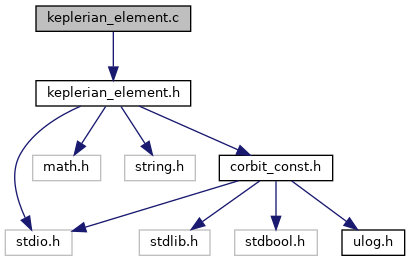 keplerian_element.c
keplerian_element.h
math.h
string.h
corbit_const.h
stdio.h
stdlib.h
stdbool.h
ulog.h